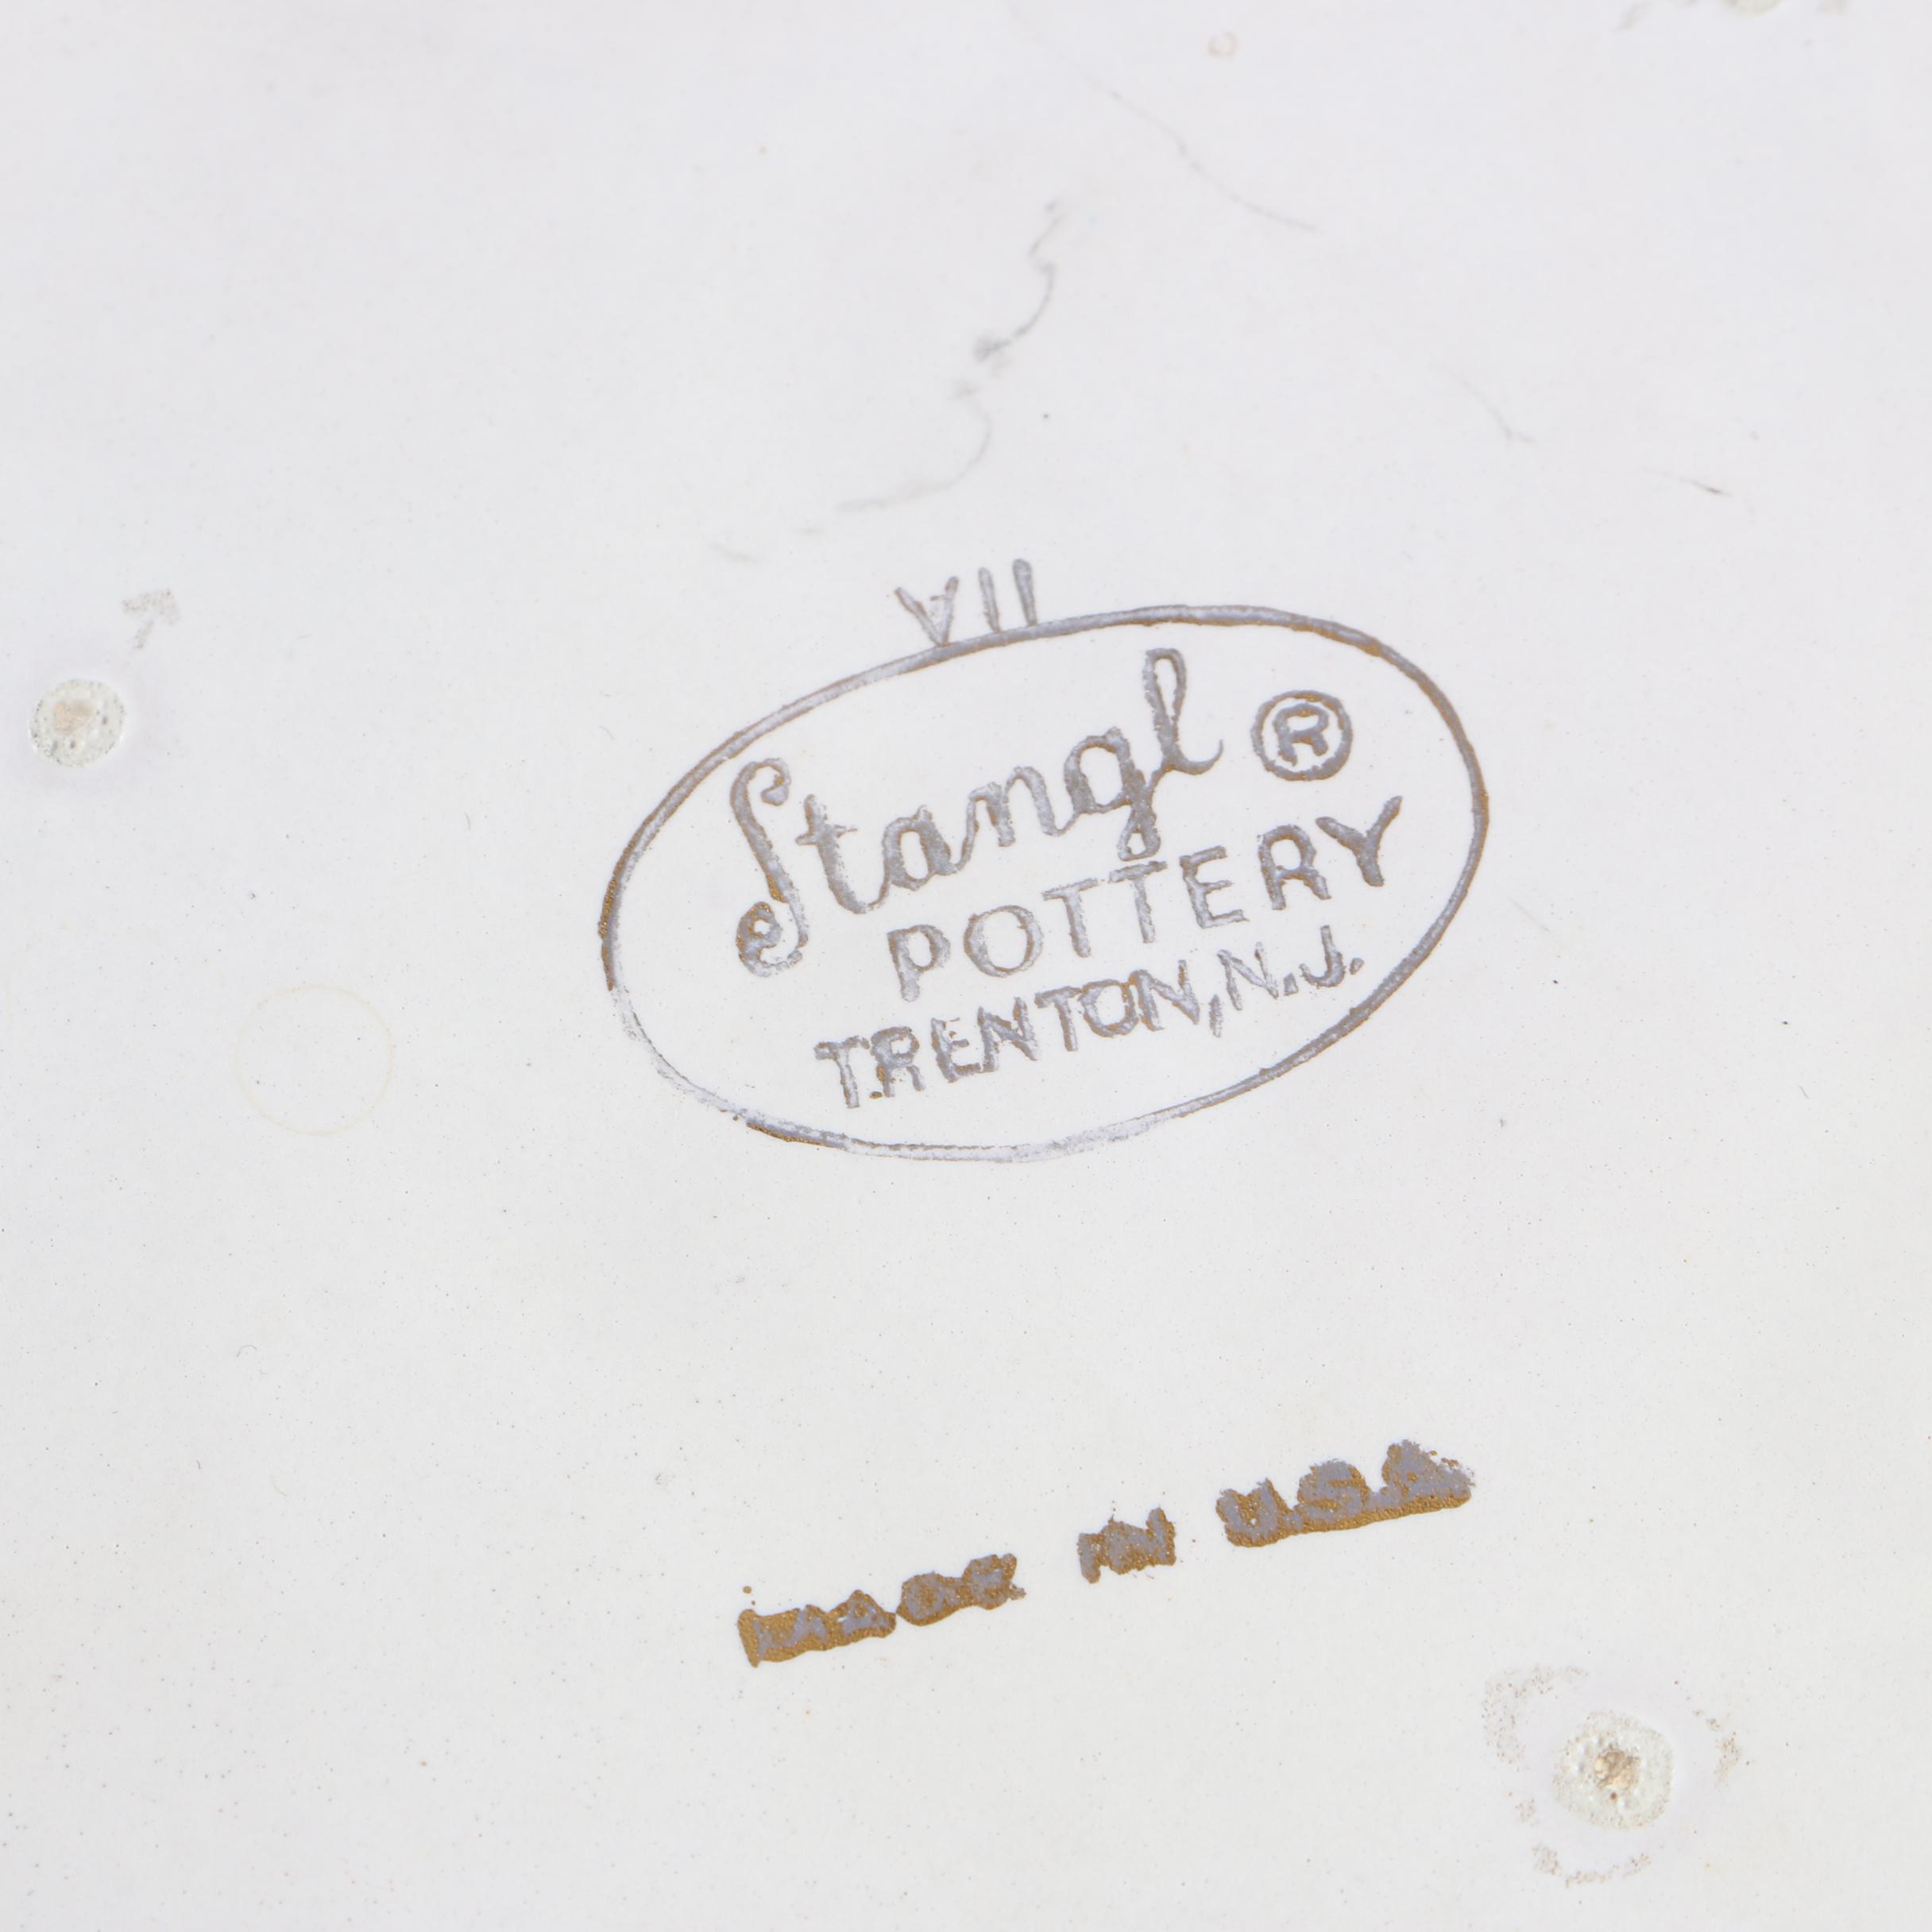 VII
Stangl ®
POTTERY
TRENTON, N.J.
MADE IN U.S.A.